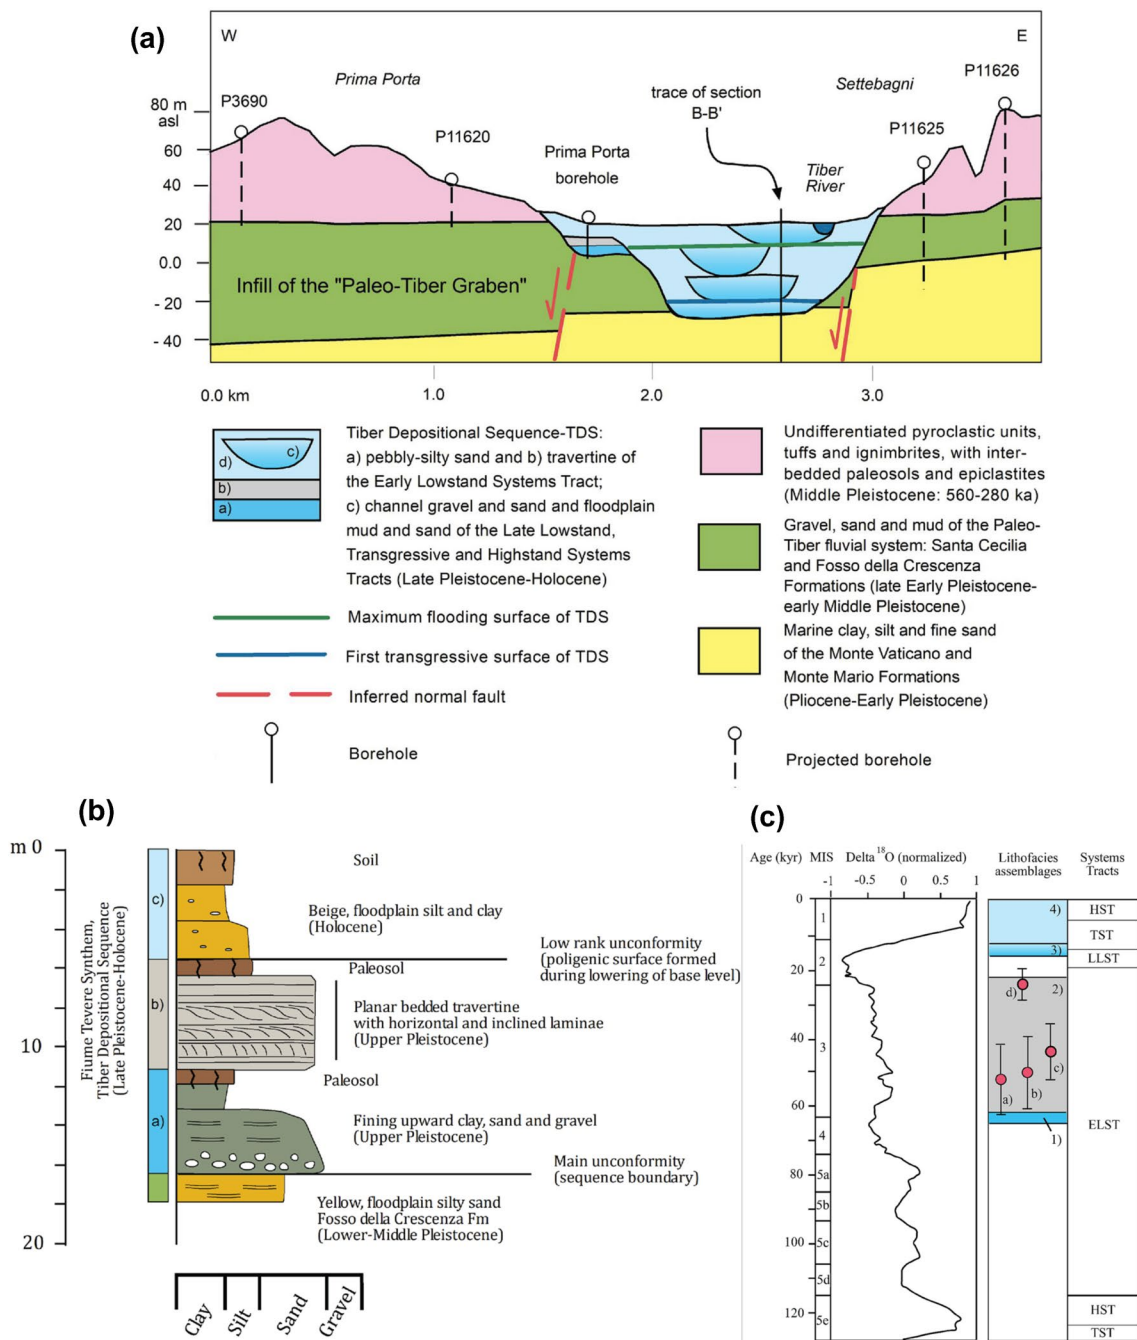 (a)
W
E
Prima Porta
Settebagni
P11626
P3690
trace of section
B-B'
80 m
asl
P11620
P11625
Prima Porta
borehole
Tiber
River
60
40
20
0.0
- 20
- 40
Infill of the "Paleo-Tiber Graben"
0.0 km
1.0
2.0
3.0
d)
c)
b)
a)
Tiber Depositional Sequence-TDS:
a) pebbly-silty sand and b) travertine of
the Early Lowstand Systems Tract;
c) channel gravel and sand and floodplain
mud and sand of the Late Lowstand,
Transgressive and Highstand Systems
Tracts (Late Pleistocene-Holocene)
Maximum flooding surface of TDS
First transgressive surface of TDS
Inferred normal fault
Borehole
Undifferentiated pyroclastic units,
tuffs and ignimbrites, with inter-
bedded paleosols and epiclastites
(Middle Pleistocene: 560-280 ka)
Gravel, sand and mud of the Paleo-
Tiber fluvial system: Santa Cecilia
and Fosso della Crescenza
Formations (late Early Pleistocene-
early Middle Pleistocene)
Marine clay, silt and fine sand
of the Monte Vaticano and
Monte Mario Formations
(Pliocene-Early Pleistocene)
Projected borehole
(b)
m 0
10
20
Fiume Tevere Synthem,
Tiber Depositional Sequence
(Late Pleistocene-Holocene)
c)
b)
a)
Soil
Beige, floodplain silt and clay
(Holocene)
Low rank unconformity
(poligenic surface formed
during lowering of base level)
Paleosol
Planar bedded travertine
with horizontal and inclined laminae
(Upper Pleistocene)
Paleosol
Fining upward clay, sand and gravel
(Upper Pleistocene)
Main unconformity
(sequence boundary)
Yellow, floodplain silty sand
Fosso della Crescenza Fm
(Lower-Middle Pleistocene)
Clay
Silt
Sand
Gravel
(c)
Age (kyr)
MIS
Delta 18O (normalized)
Lithofacies
assemblages
Systems
Tracts
-1
-0.5
0
0.5
1
0
20
40
60
80
100
120
1
2
3
4
5a
5b
5c
5d
5e
4)
3)
2)
d)
c)
a)
b)
1)
HST
TST
LLST
ELST
HST
TST